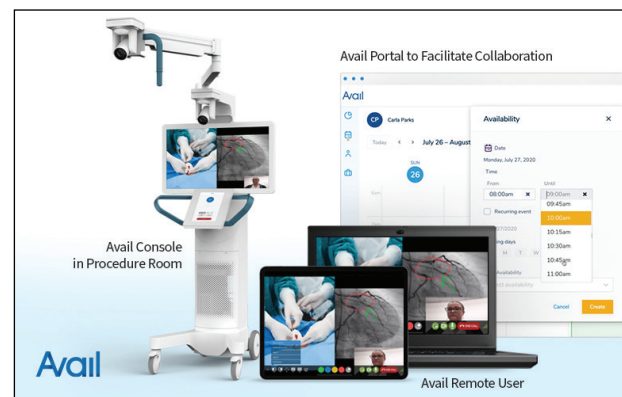 Avail Portal to Facilitate Collaboration
Avail
CP
Carla Parks
Today
July 26 – August
SUN
26
Availability
Date
Monday, July 27, 2020
Time
From
Until
08:00am
09:00am
09:45am
Recurring event
10:00am
10:15am
10:30am
10:45am
11:00am
Availability
Cancel
Create
Avail Console
in Procedure Room
Avail
Avail Remote User